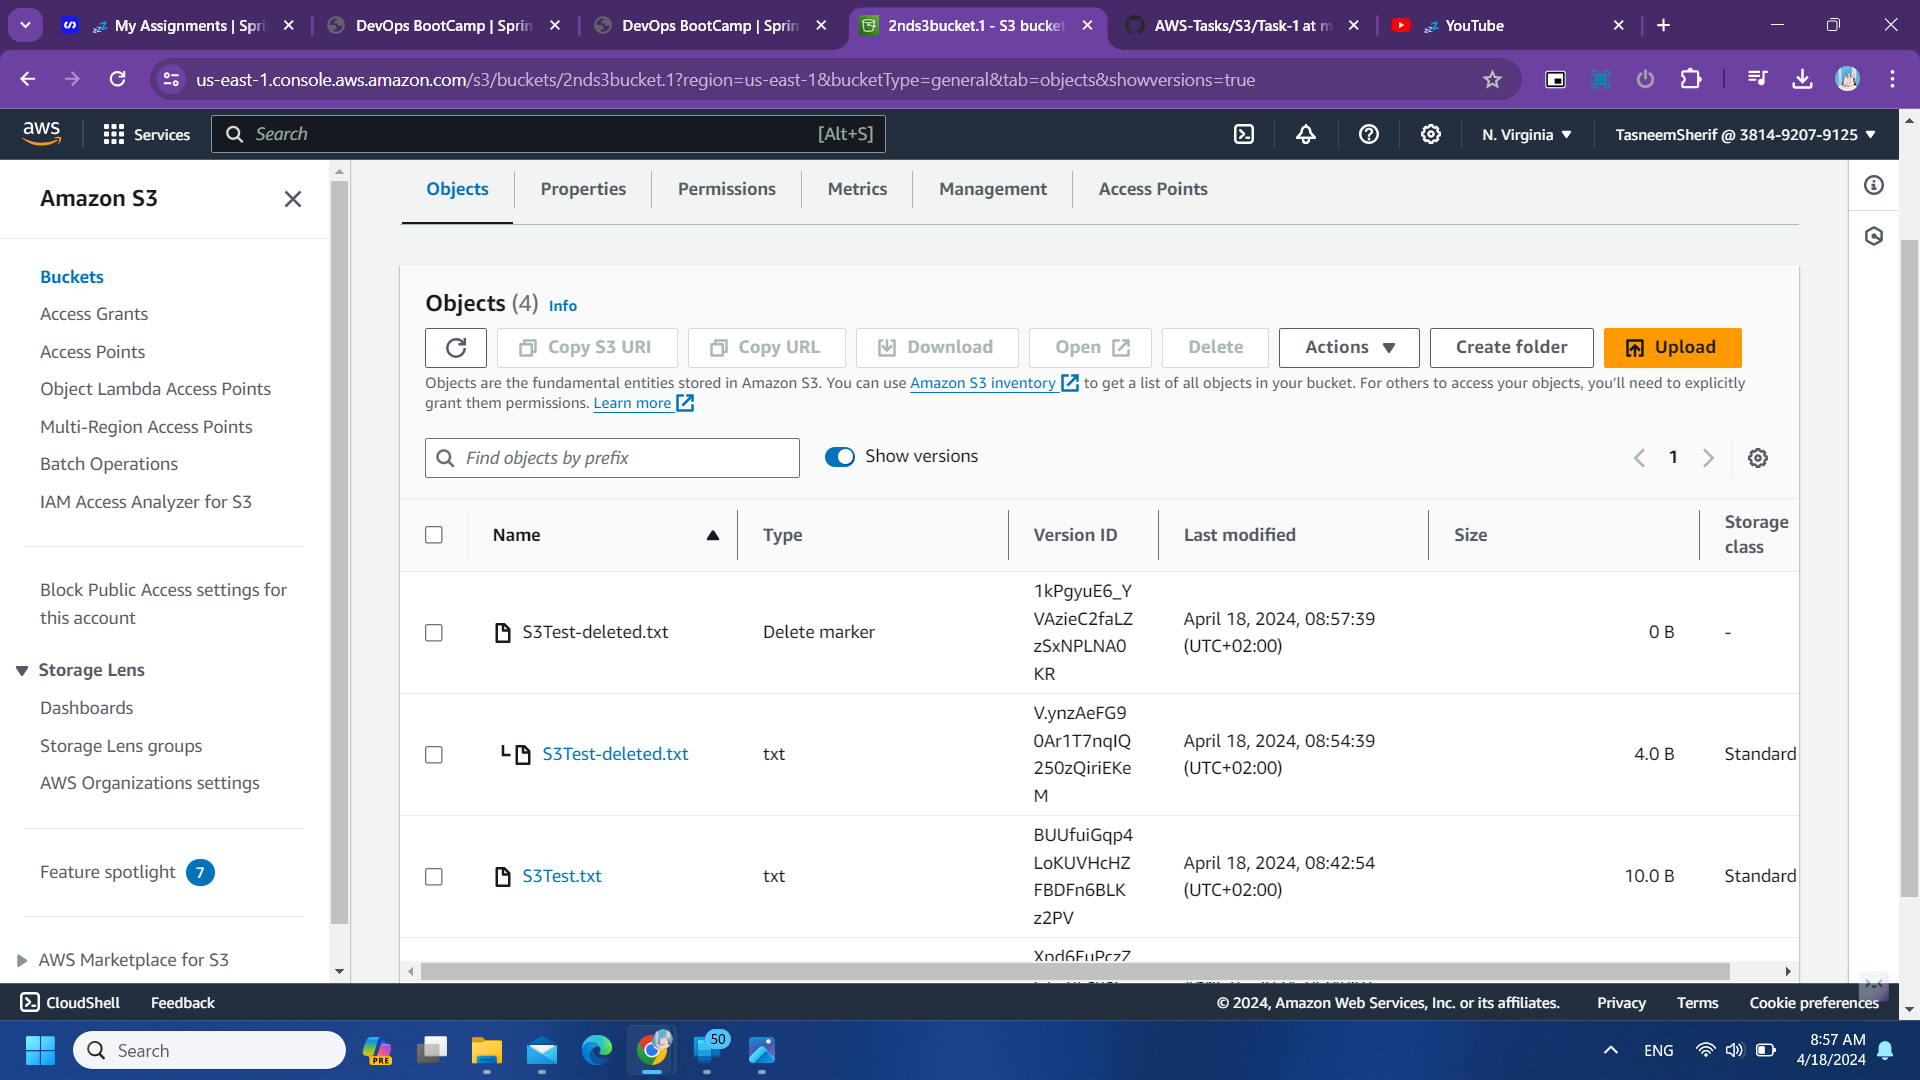 My Assignments | Spri
DevOps BootCamp | Sprin
DevOps BootCamp | Sprin
2nds3bucket.1 - S3 bucket
AWS-Tasks/S3/Task-1 at m
YouTube
us-east-1.console.aws.amazon.com/s3/buckets/2nds3bucket.1?region=us-east-1&bucketType=general&tab=objects&showversions=true
aws
Services
Search
[Alt+S]
N. Virginia
TasneemSherif @ 3814-9207-9125
Amazon S3
Buckets
Access Grants
Access Points
Object Lambda Access Points
Multi-Region Access Points
Batch Operations
IAM Access Analyzer for S3
Block Public Access settings for
this account
Storage Lens
Dashboards
Storage Lens groups
AWS Organizations settings
Feature spotlight 7
AWS Marketplace for S3
Objects
Properties
Permissions
Metrics
Management
Access Points
Objects (4) Info
Copy S3 URI
Copy URL
Download
Open
Delete
Actions
Create folder
Upload
Objects are the fundamental entities stored in Amazon S3. You can use Amazon S3 inventory to get a list of all objects in your bucket. For others to access your objects, you'll need to explicitly
grant them permissions. Learn more
Find objects by prefix
Show versions
1
Name
Type
Version ID
Last modified
Size
Storage
class
S3Test-deleted.txt
Delete marker
1kPgyuE6_Y
VAzieC2faLZ
zSxNPLNA0
KR
April 18, 2024, 08:57:39
(UTC+02:00)
0 B
-
S3Test-deleted.txt
txt
V.ynzAeFG9
0Ar1T7nqIQ
250zQiriEKe
M
April 18, 2024, 08:54:39
(UTC+02:00)
4.0 B
Standard
S3Test.txt
txt
BUUfuiGqp4
LoKUVHcHZ
FBDFn6BLK
z2PV
April 18, 2024, 08:42:54
(UTC+02:00)
10.0 B
Standard
CloudShell
Feedback
© 2024, Amazon Web Services, Inc. or its affiliates.
Privacy
Terms
Cookie preferences
Search
PRE
50
ENG
8:57 AM
4/18/2024